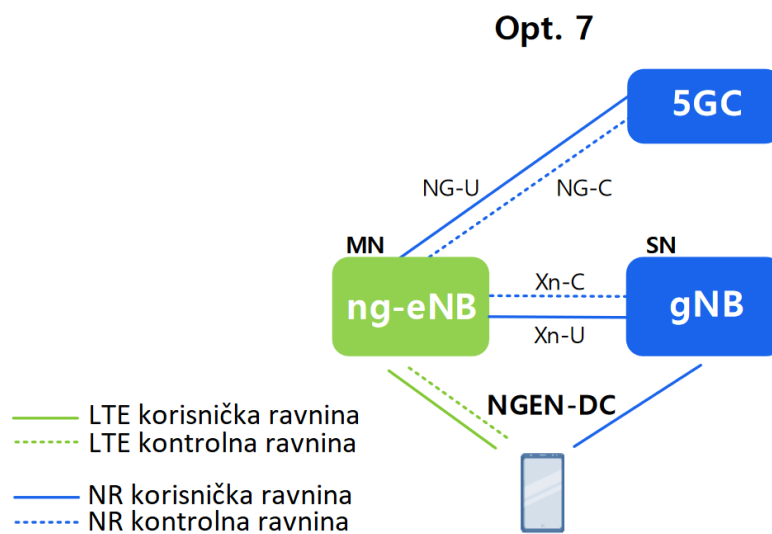 Opt. 7
5GC
NG-U
NG-C
MN
SN
ng-eNB
Xn-C
gNB
Xn-U
NGEN-DC
LTE korisnička ravnina
LTE kontrolna ravnina
NR korisnička ravnina
NR kontrolna ravnina